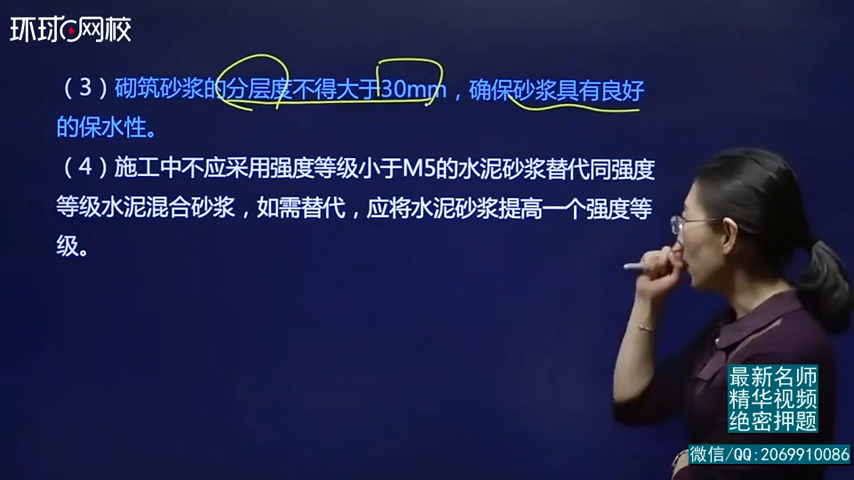 环球网校
（3）砌筑砂浆的分层度不得大于30mm，确保砂浆具有良好
的保水性。
（4）施工中不应采用强度等级小于M5的水泥砂浆替代同强度
等级水泥混合砂浆，如需替代，应将水泥砂浆提高一个强度等
级。
最新名师
精华视频
绝密押题
微信/QQ:2069910086